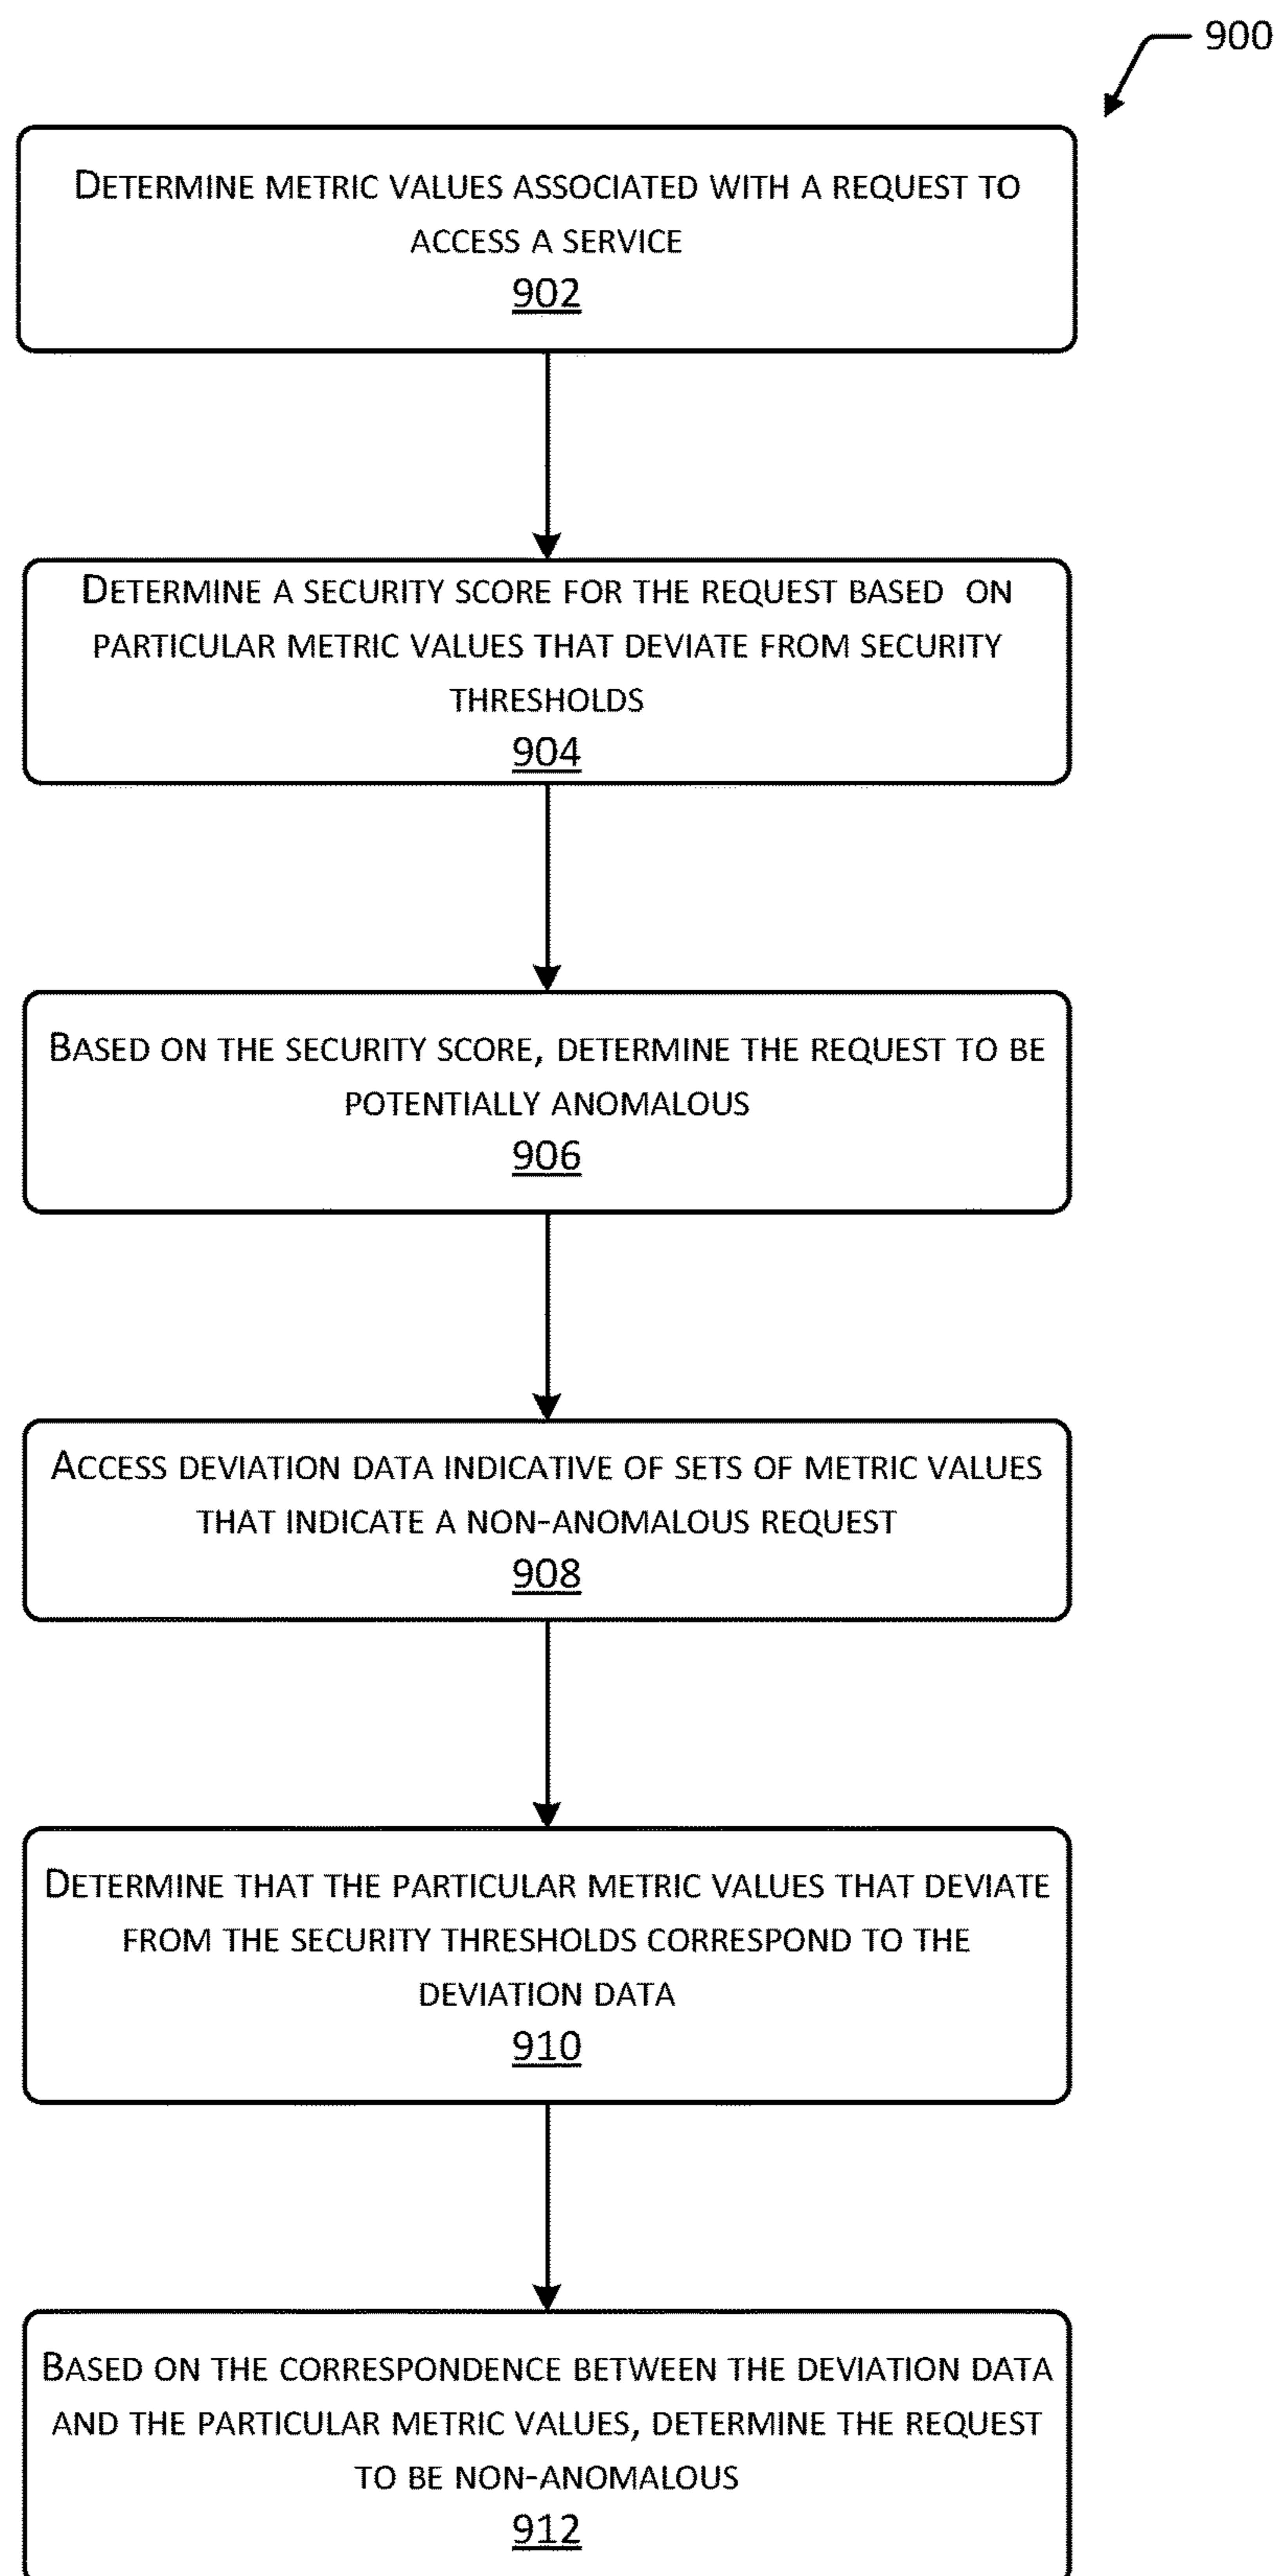 900
DETERMINE METRIC VALUES ASSOCIATED WITH A REQUEST TO
ACCESS A SERVICE
902
DETERMINE A SECURITY SCORE FOR THE REQUEST BASED ON
PARTICULAR METRIC VALUES THAT DEVIATE FROM SECURITY
THRESHOLDS
904
BASED ON THE SECURITY SCORE, DETERMINE THE REQUEST TO BE
POTENTIALLY ANOMALOUS
906
ACCESS DEVIATION DATA INDICATIVE OF SETS OF METRIC VALUES
THAT INDICATE A NON-ANOMALOUS REQUEST
908
DETERMINE THAT THE PARTICULAR METRIC VALUES THAT DEVIATE
FROM THE SECURITY THRESHOLDS CORRESPOND TO THE
DEVIATION DATA
910
BASED ON THE CORRESPONDENCE BETWEEN THE DEVIATION DATA
AND THE PARTICULAR METRIC VALUES, DETERMINE THE REQUEST
TO BE NON-ANOMALOUS
912